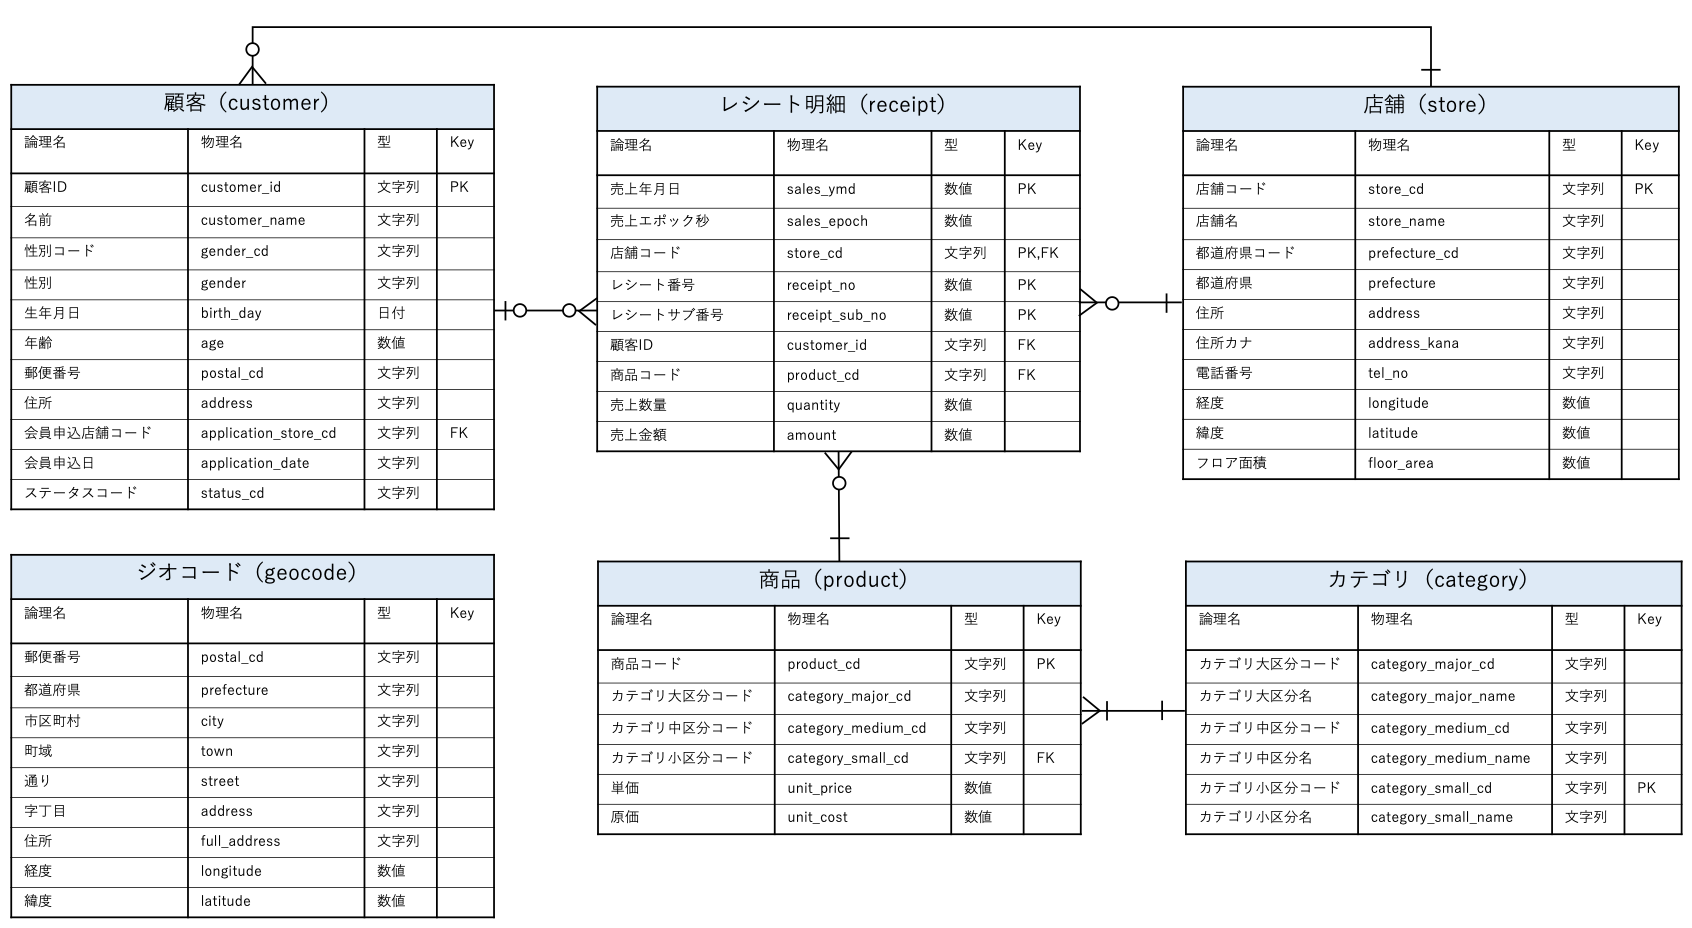 顧客（customer）
論理名 物理名 型 Key
顧客ID customer_id 文字列 PK
名前 customer_name 文字列
性別コード gender_cd 文字列
性別 gender 文字列
生年月日 birth_day 日付
年齢 age 数値
郵便番号 postal_cd 文字列
住所 address 文字列
会員申込店舗コード application_store_cd 文字列 FK
会員申込日 application_date 文字列
ステータスコード status_cd 文字列
レシート明細（receipt）
論理名 物理名 型 Key
売上年月日 sales_ymd 数値 PK
売上エポック秒 sales_epoch 数値
店舗コード store_cd 文字列 PK,FK
レシート番号 receipt_no 数値 PK
レシートサブ番号 receipt_sub_no 数値 PK
顧客ID customer_id 文字列 FK
商品コード product_cd 文字列 FK
売上数量 quantity 数値
売上金額 amount 数値
店舗（store）
論理名 物理名 型 Key
店舗コード store_cd 文字列 PK
店舗名 store_name 文字列
都道府県コード prefecture_cd 文字列
都道府県 prefecture 文字列
住所 address 文字列
住所カナ address_kana 文字列
電話番号 tel_no 文字列
経度 longitude 数値
緯度 latitude 数値
フロア面積 floor_area 数値
ジオコード（geocode）
論理名 物理名 型 Key
郵便番号 postal_cd 文字列
都道府県 prefecture 文字列
市区町村 city 文字列
町域 town 文字列
通り street 文字列
字丁目 address 文字列
住所 full_address 文字列
経度 longitude 数値
緯度 latitude 数値
商品（product）
論理名 物理名 型 Key
商品コード product_cd 文字列 PK
カテゴリ大区分コード category_major_cd 文字列
カテゴリ中区分コード category_medium_cd 文字列
カテゴリ小区分コード category_small_cd 文字列 FK
単価 unit_price 数値
原価 unit_cost 数値
カテゴリ（category）
論理名 物理名 型 Key
カテゴリ大区分コード category_major_cd 文字列
カテゴリ大区分名 category_major_name 文字列
カテゴリ中区分コード category_medium_cd 文字列
カテゴリ中区分名 category_medium_name 文字列
カテゴリ小区分コード category_small_cd 文字列 PK
カテゴリ小区分名 category_small_name 文字列